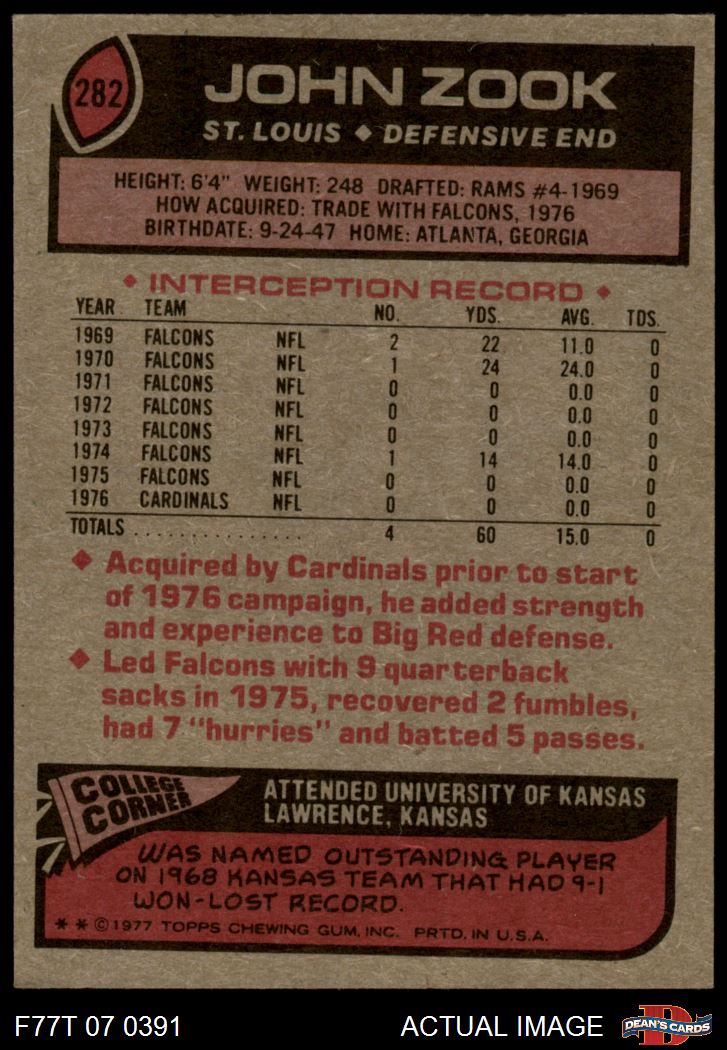 282
JOHN ZOOK
ST. LOUIS ◆ DEFENSIVE END
HEIGHT: 6'4" WEIGHT: 248 DRAFTED: RAMS #4-1969
HOW ACQUIRED: TRADE WITH FALCONS, 1976
BIRTHDATE: 9-24-47 HOME: ATLANTA, GEORGIA
◆ INTERCEPTION RECORD ◆
YEAR TEAM NO. YDS. AVG. TDS.
1969 FALCONS NFL 2 22 11.0 0
1970 FALCONS NFL 1 24 24.0 0
1971 FALCONS NFL 0 0 0.0 0
1972 FALCONS NFL 0 0 0.0 0
1973 FALCONS NFL 0 0 0.0 0
1974 FALCONS NFL 1 14 14.0 0
1975 FALCONS NFL 0 0 0.0 0
1976 CARDINALS NFL 0 0 0.0 0
TOTALS . . . . . . . . . . . . . . . 4 60 15.0 0
◆ Acquired by Cardinals prior to start
of 1976 campaign, he added strength
and experience to Big Red defense.
◆ Led Falcons with 9 quarterback
sacks in 1975, recovered 2 fumbles,
had 7 "hurries" and batted 5 passes.
COLLEGE
CORNER
ATTENDED UNIVERSITY OF KANSAS
LAWRENCE, KANSAS
WAS NAMED OUTSTANDING PLAYER
ON 1968 KANSAS TEAM THAT HAD 9-1
WON-LOST RECORD.
* * © 1977 TOPPS CHEWING GUM, INC. PRTD. IN U.S.A.
F77T 07 0391 ACTUAL IMAGE
D
DEAN'S CARDS